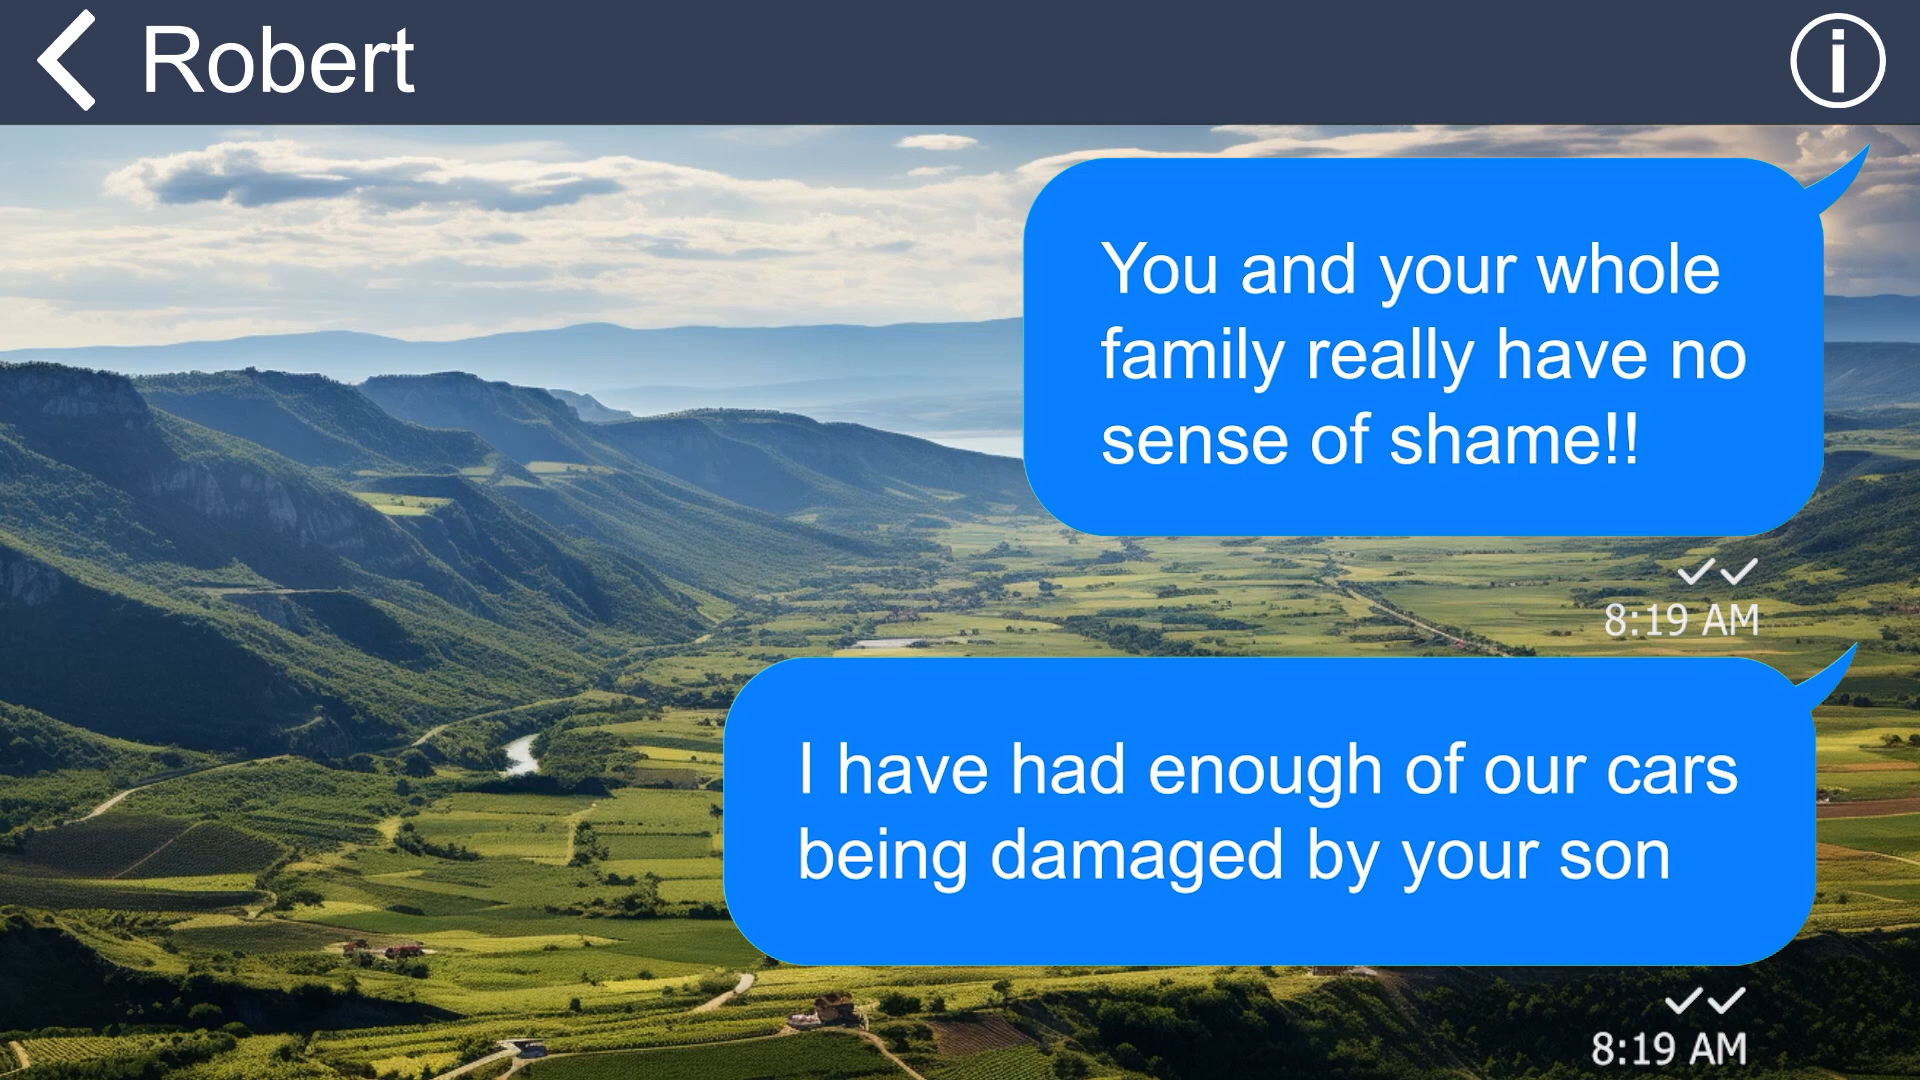 Robert
You and your whole
family really have no
sense of shame!!
8:19 AM
I have had enough of our cars
being damaged by your son
8:19 AM